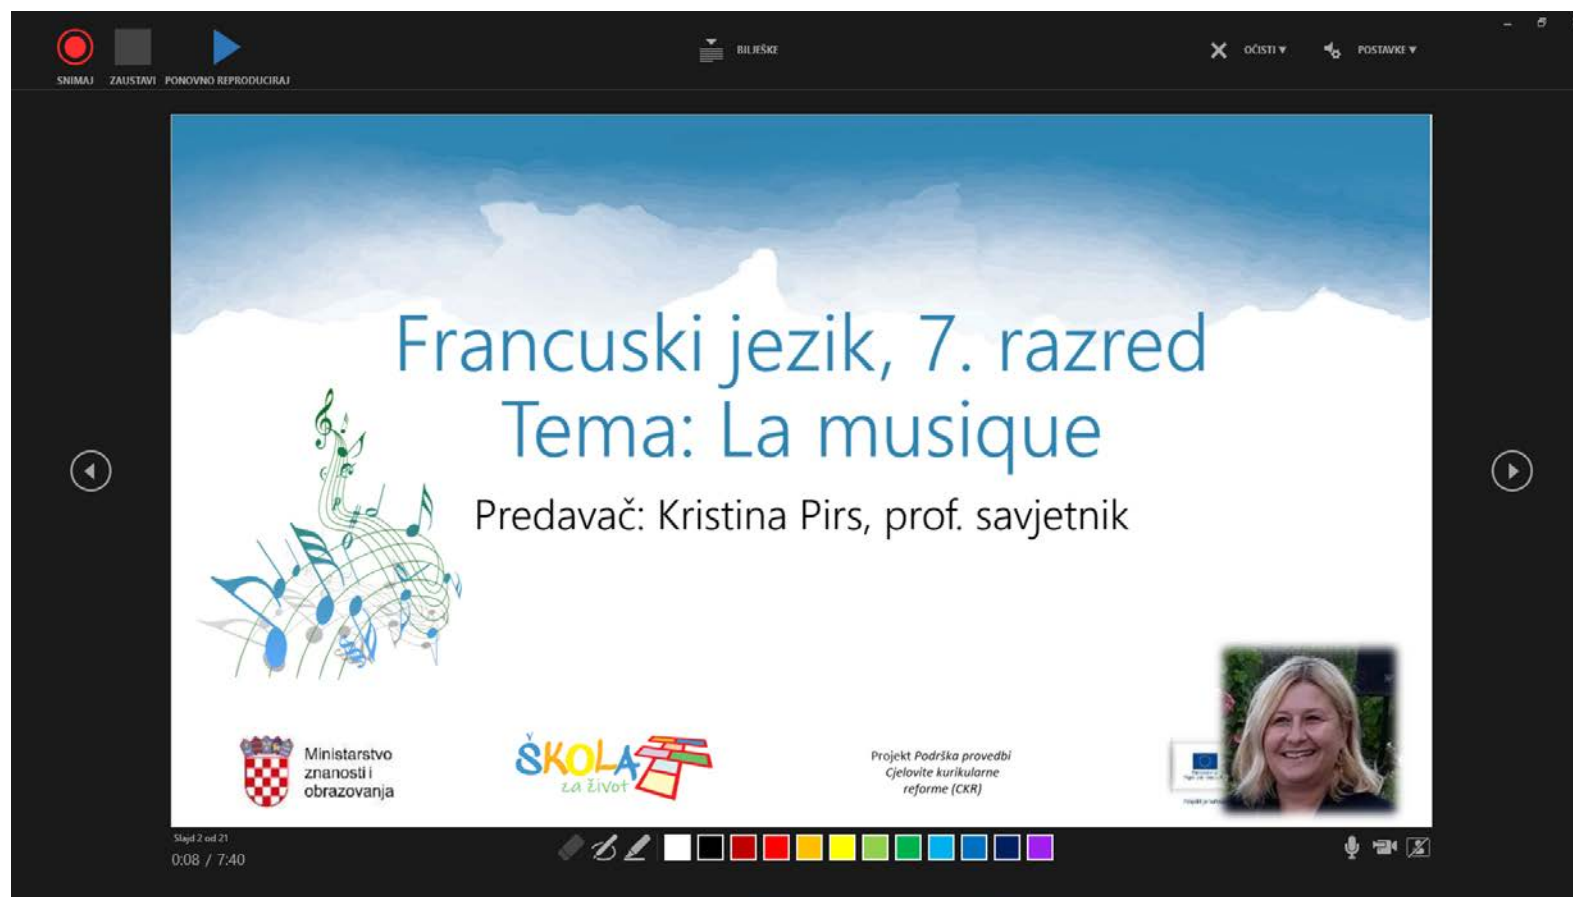 SNIMAJ
ZAUSTAVI
PONOVNO REPRODUCIRAJ
BILJEŠKE
OČISTI
POSTAVKE
Francuski jezik, 7. razred
Tema: La musique
Predavač: Kristina Pirs, prof. savjetnik
Ministarstvo
znanosti i
obrazovanja
ŠKOLA
za život
Projekt Podrška provedbi
Cjelovite kurikularne
reforme (CKR)
Slajd 2 od 21
0:08 / 7:40